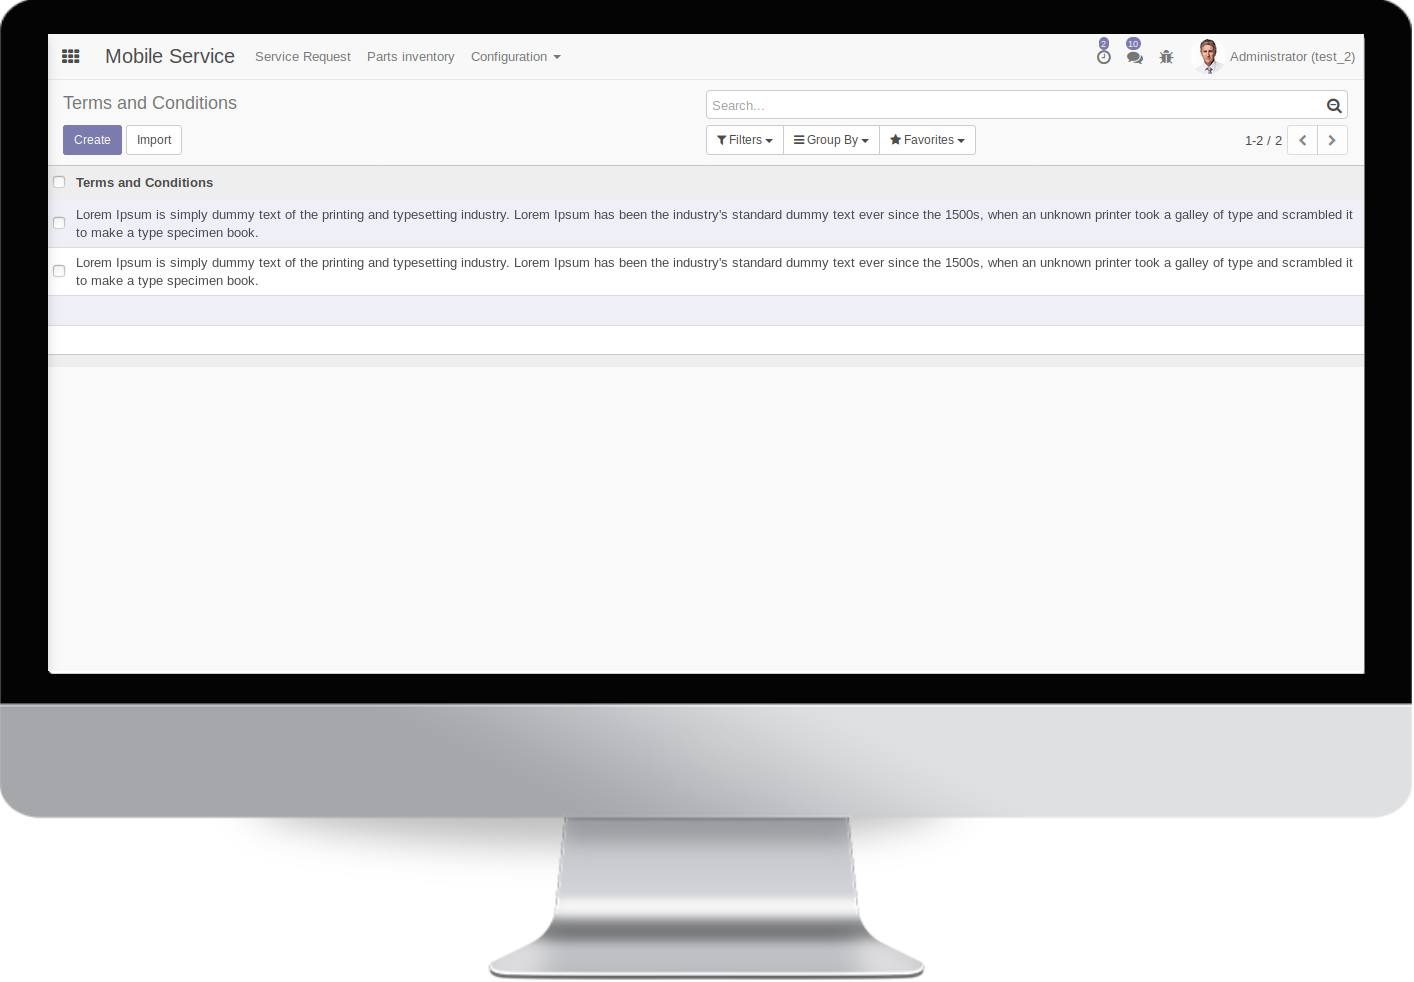 Mobile Service Service Request Parts inventory Configuration 2 10 Administrator (test_2)
Terms and Conditions Search...
Create Import Filters Group By Favorites 1-2 / 2
Terms and Conditions
Lorem Ipsum is simply dummy text of the printing and typesetting industry. Lorem Ipsum has been the industry's standard dummy text ever since the 1500s, when an unknown printer took a galley of type and scrambled it
to make a type specimen book.
Lorem Ipsum is simply dummy text of the printing and typesetting industry. Lorem Ipsum has been the industry's standard dummy text ever since the 1500s, when an unknown printer took a galley of type and scrambled it
to make a type specimen book.